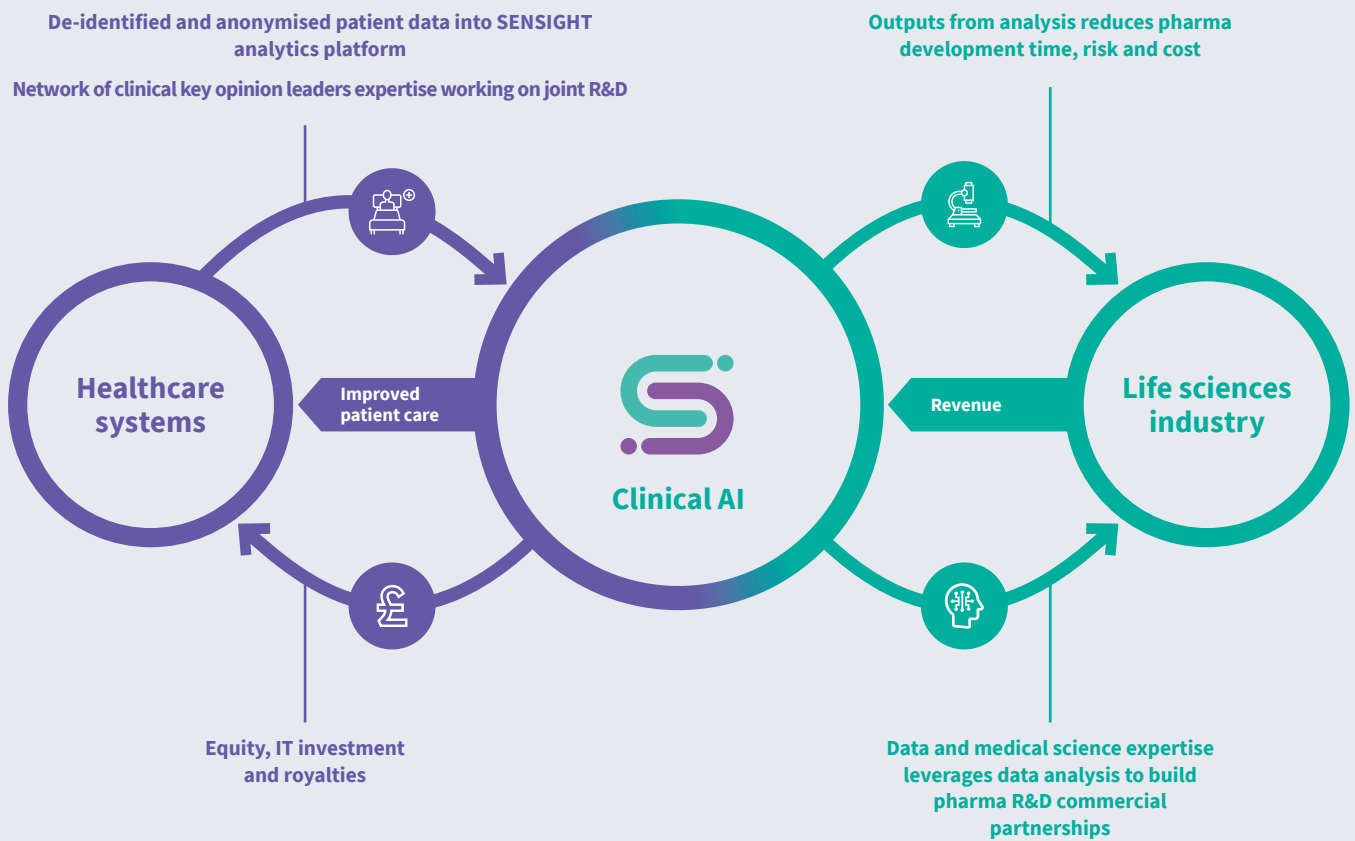 De-identified and anonymised patient data into SENSIGHT
analytics platform
Network of clinical key opinion leaders expertise working on joint R&D
Outputs from analysis reduces pharma
development time, risk and cost
Healthcare
systems
Improved
patient care
Clinical AI
Revenue
Life sciences
industry
£
Equity, IT investment
and royalties
Data and medical science expertise
leverages data analysis to build
pharma R&D commercial
partnerships